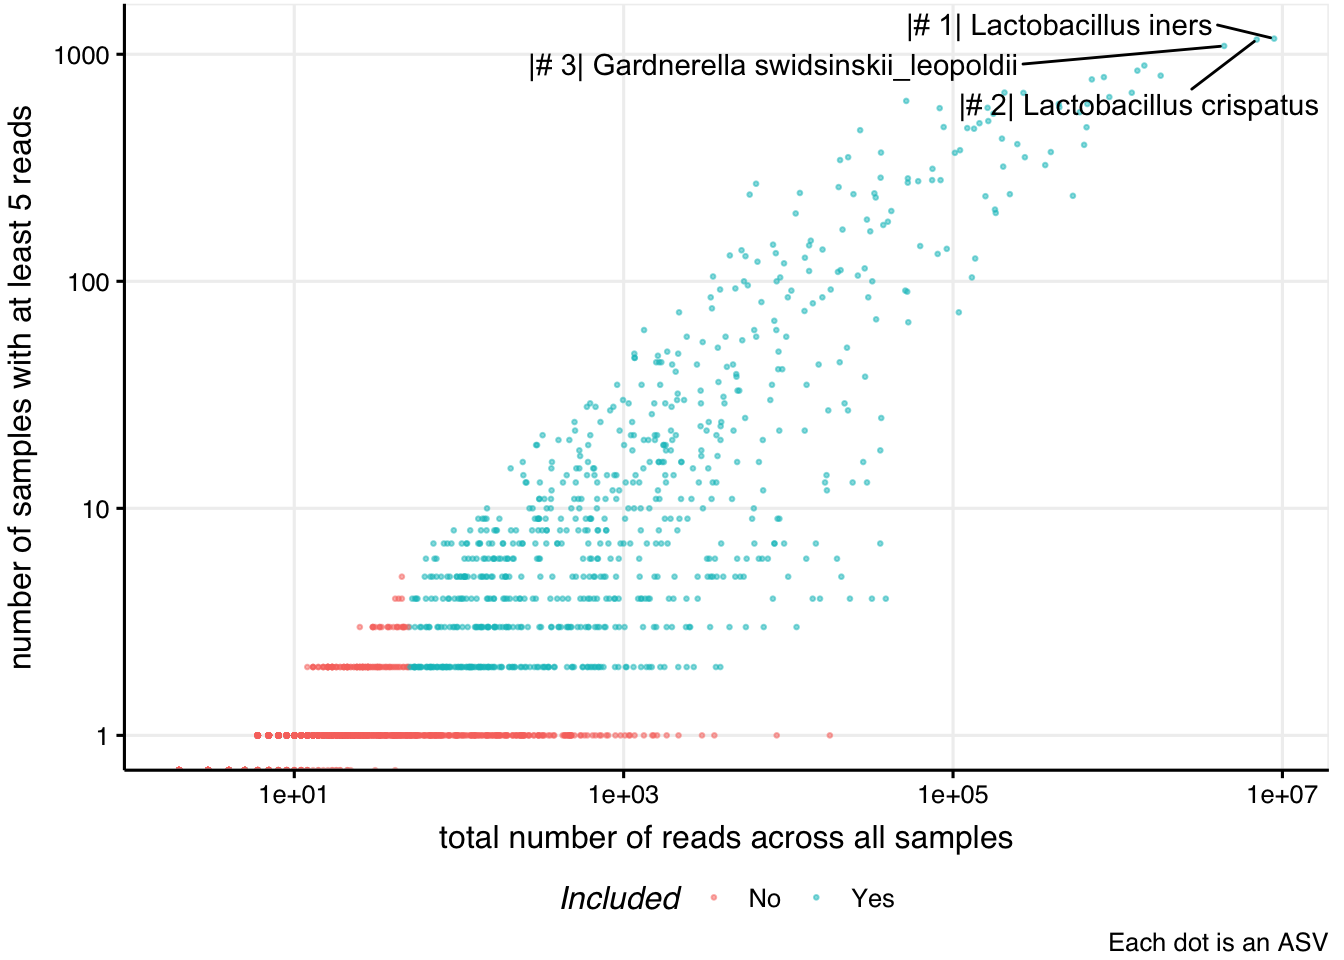 |# 1| Lactobacillus iners
|# 3| Gardnerella swidsinskii_leopoldii
|# 2| Lactobacillus crispatus
number of samples with at least 5 reads
1000
100
10
1
1e+01 1e+03 1e+05 1e+07
total number of reads across all samples
Included No Yes
Each dot is an ASV